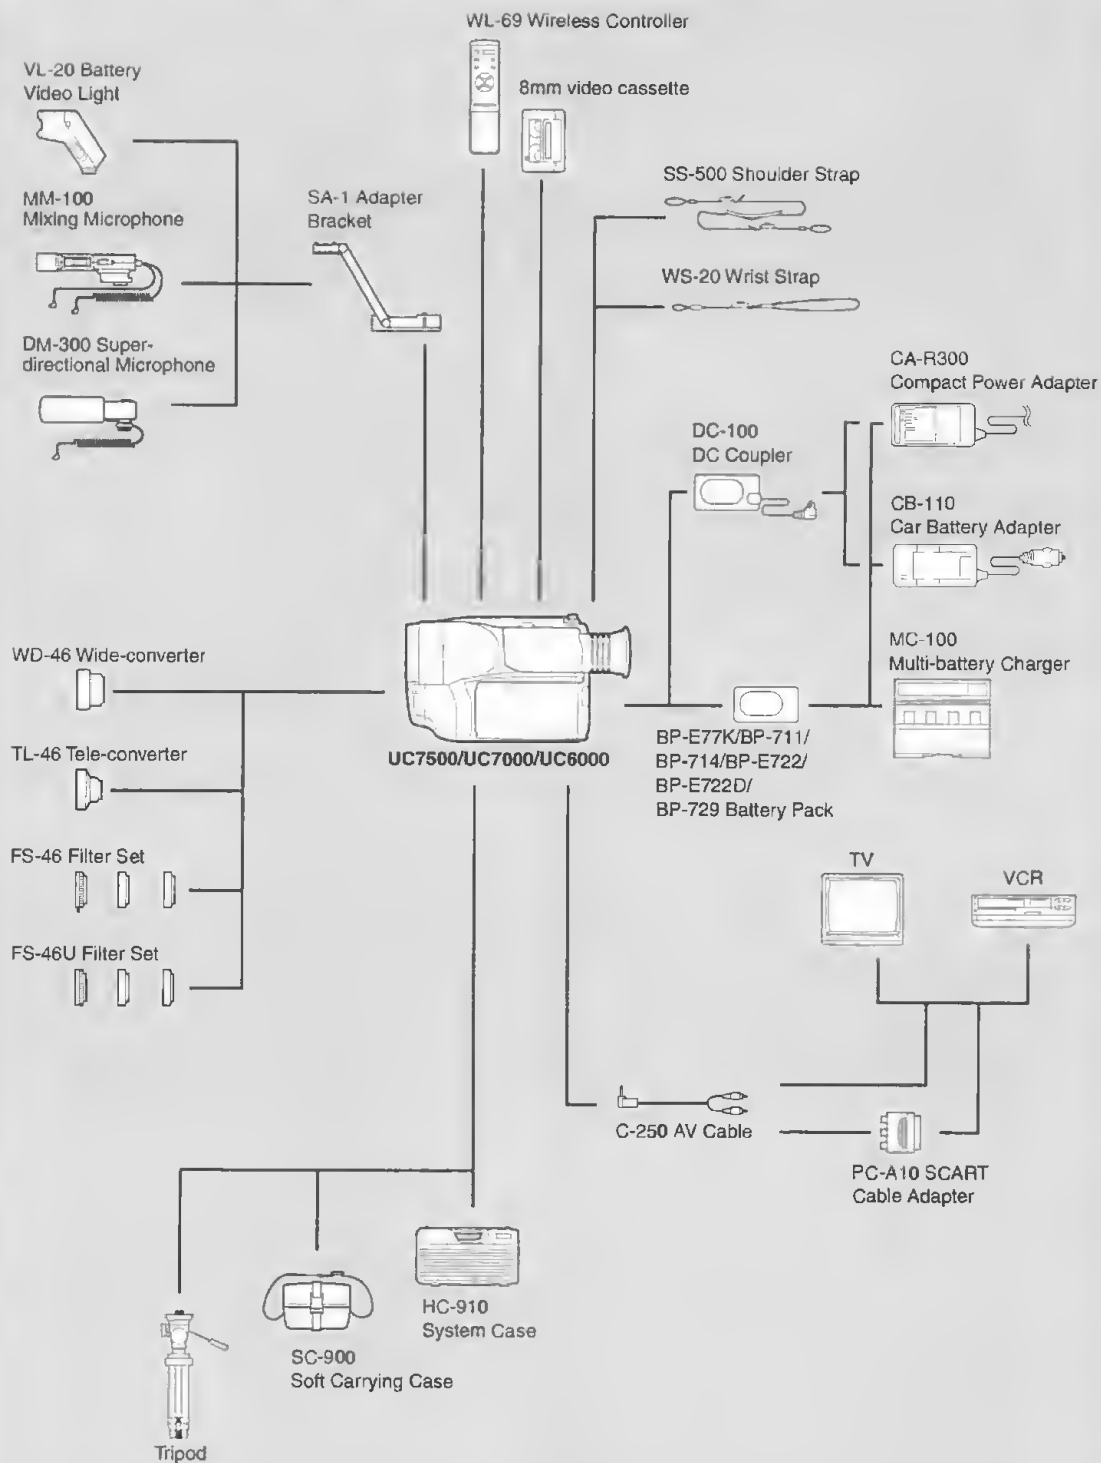 WL-69 Wireless Controller
VL-20 Battery
Video Light
8mm video cassette
MM-100
Mixing Microphone
SA-1 Adapter
Bracket
SS-500 Shoulder Strap
WS-20 Wrist Strap
DM-300 Super-
directional Microphone
CA-R300
Compact Power Adapter
DC-100
DC Coupler
CB-110
Car Battery Adapter
WD-46 Wide-converter
MC-100
Multi-battery Charger
UC7500/UC7000/UC6000
BP-E77K/BP-711/
BP-714/BP-E722/
BP-E722D/
BP-729 Battery Pack
TL-46 Tele-converter
FS-46 Filter Set
TV
VCR
FS-46U Filter Set
C-250 AV Cable
PC-A10 SCART
Cable Adapter
HC-910
System Case
SC-900
Soft Carrying Case
Tripod